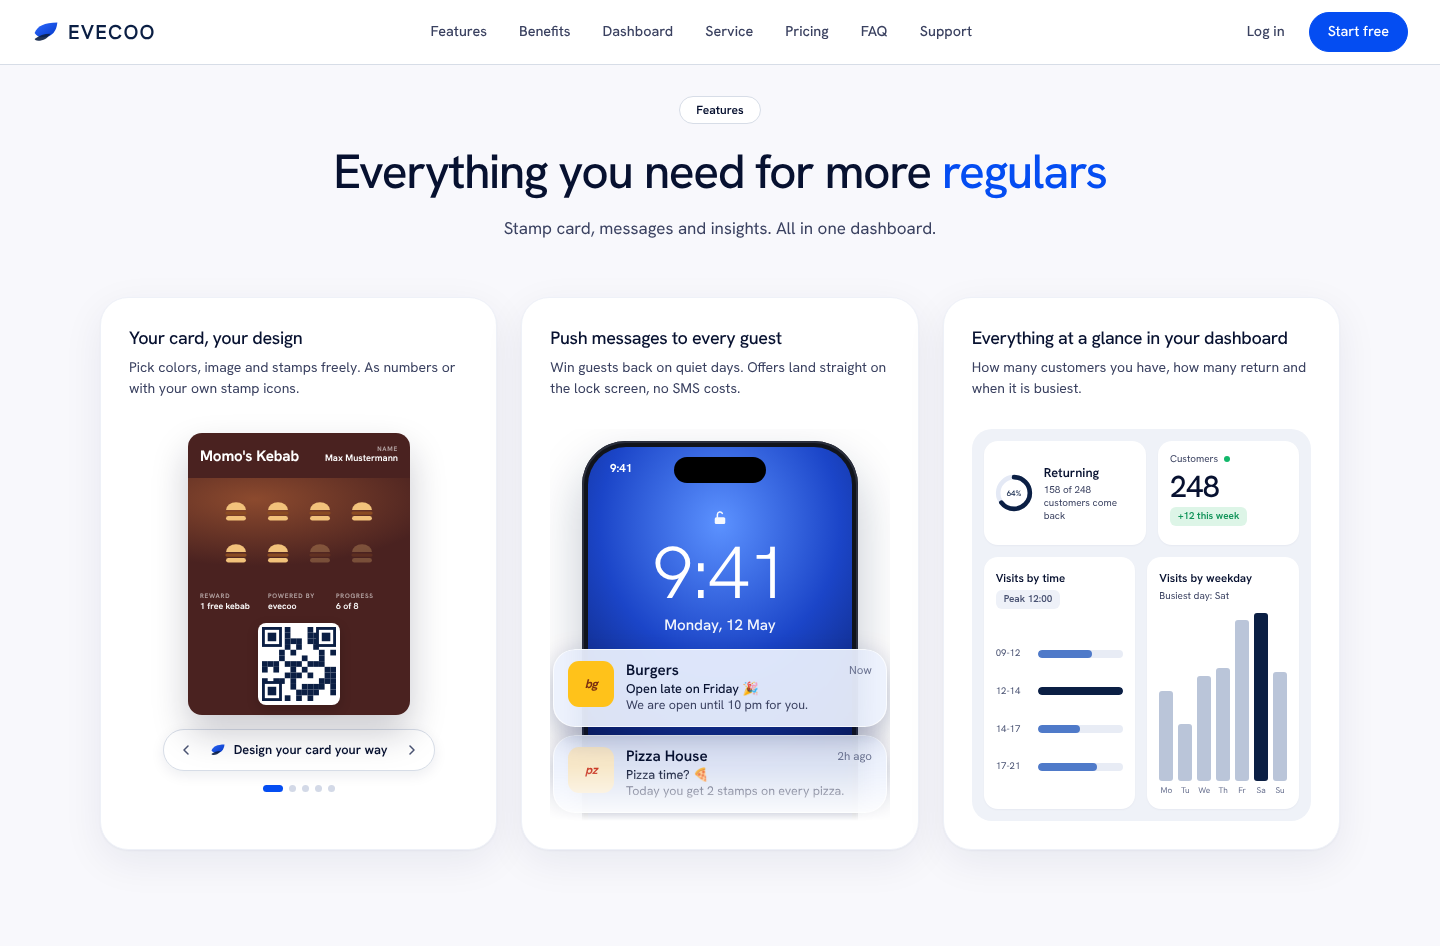 EVECOO
Features
Benefits
Dashboard
Service
Pricing
FAQ
Support
Log in
Start free
Features
Everything you need for more regulars
Stamp card, messages and insights. All in one dashboard.
Your card, your design
Pick colors, image and stamps freely. As numbers or
with your own stamp icons.
Momo's Kebab
NAME
Max Mustermann
REWARD
1 free kebab
POWERED BY
evecoo
PROGRESS
6 of 8
Design your card your way
Push messages to every guest
Win guests back on quiet days. Offers land straight on
the lock screen, no SMS costs.
9:41
9:41
Monday, 12 May
bg
Burgers
Now
Open late on Friday 🎉
We are open until 10 pm for you.
pz
Pizza House
2h ago
Pizza time? 🍕
Today you get 2 stamps on every pizza.
Everything at a glance in your dashboard
How many customers you have, how many return and
when it is busiest.
64%
Returning
158 of 248
customers come
back
Customers
248
+12 this week
Visits by time
Peak 12:00
09-12
12-14
14-17
17-21
Visits by weekday
Busiest day: Sat
Mo Tu We Th Fr Sa Su